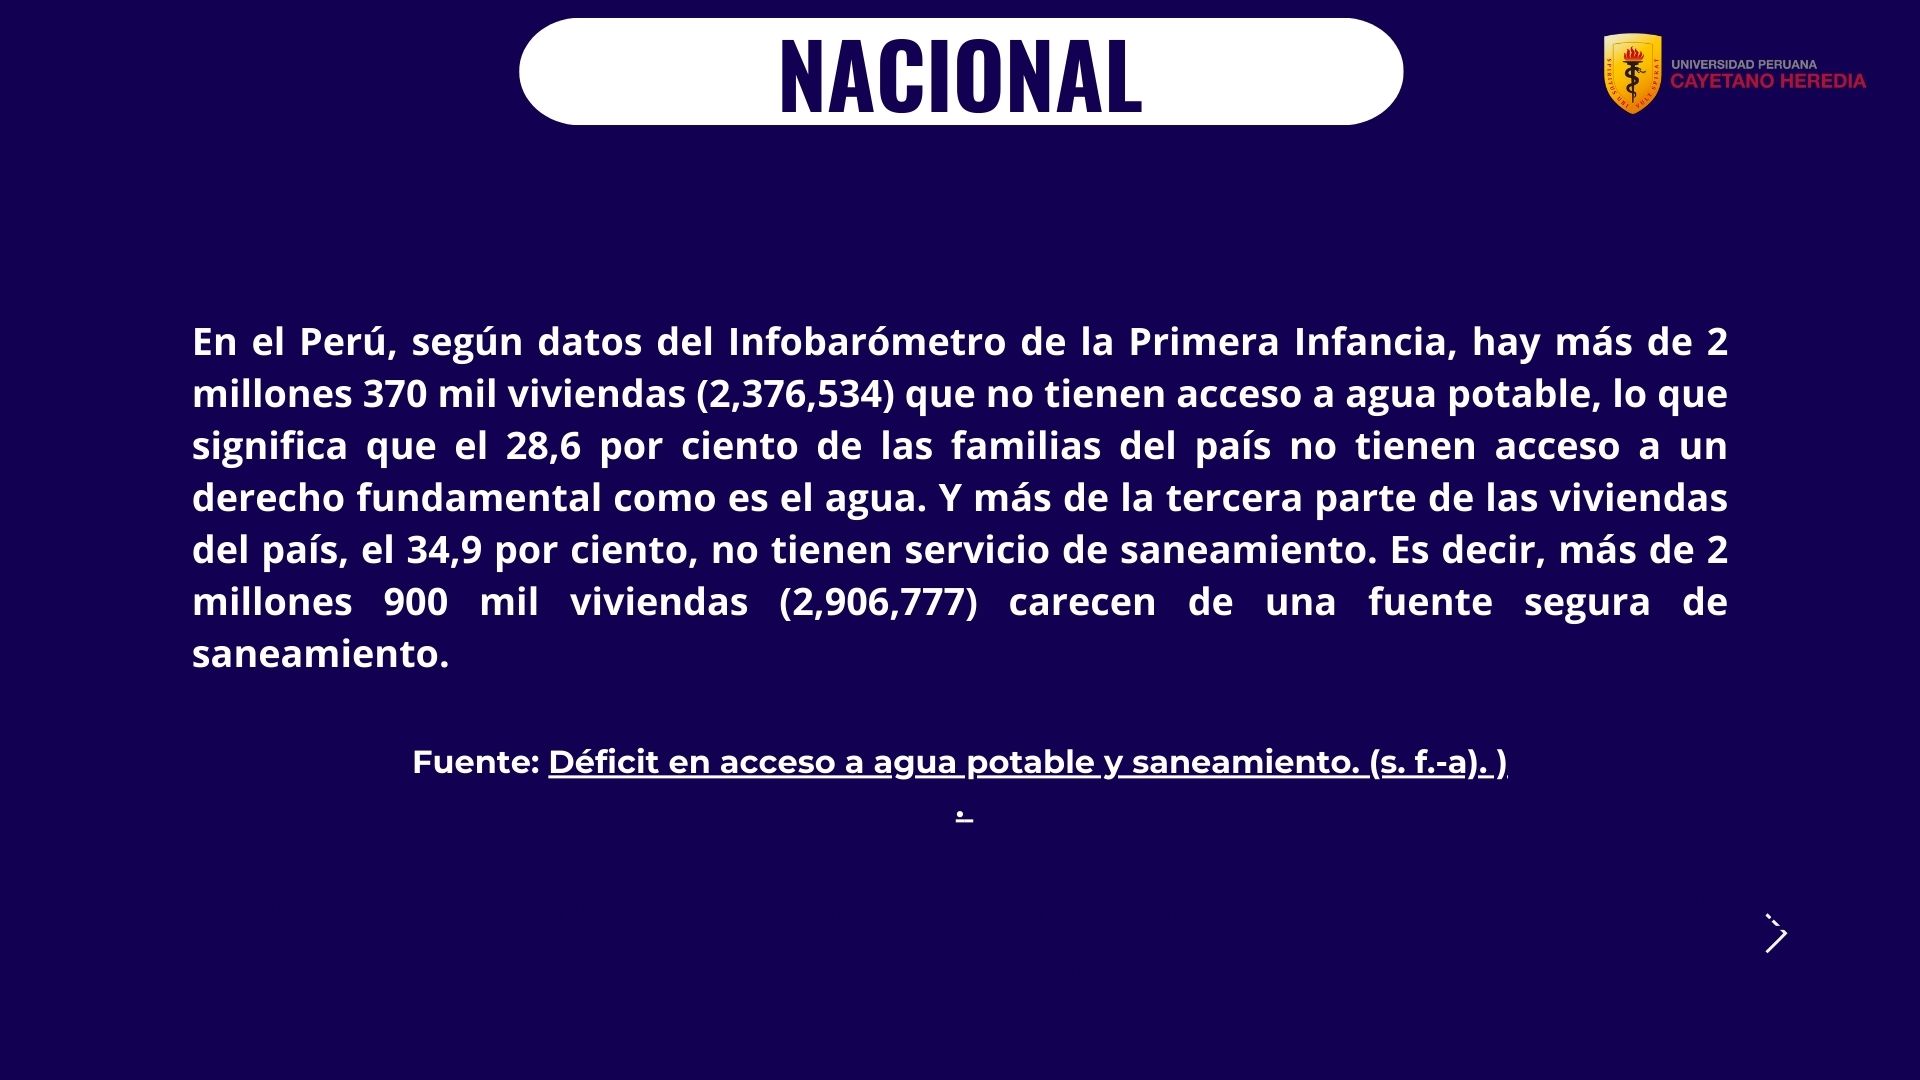 NACIONAL
UNIVERSIDAD PERUANA
CAYETANO HEREDIA
En el Perú, según datos del Infobarómetro de la Primera Infancia, hay más de 2
millones 370 mil viviendas (2,376,534) que no tienen acceso a agua potable, lo que
significa que el 28,6 por ciento de las familias del país no tienen acceso a un
derecho fundamental como es el agua. Y más de la tercera parte de las viviendas
del país, el 34,9 por ciento, no tienen servicio de saneamiento. Es decir, más de 2
millones 900 mil viviendas (2,906,777) carecen de una fuente segura de
saneamiento.
Fuente: Déficit en acceso a agua potable y saneamiento. (s. f.-a). )
.